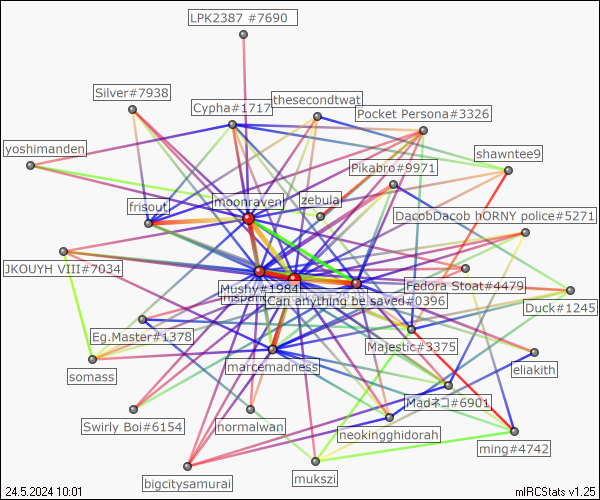 LPK2387 #7690
Silver#7938
Cypha#1717
thesecondtwat
Pocket Persona#3326
yoshimanden
shawntee9
Pikabro#9971
frisout
moonraven
zebula
DacobDacob hORNY police#5271
JKOUYH VIII#7034
Mushy#1984
Fedora Stoat#4479
Can anything be saved#0396
Duck#1245
Eg.Master#1378
Majestic#3375
somass
marcemadness
eliakith
Madネコ#6901
Swirly Boi#6154
normalwan
neokingghidorah
ming#4742
bigcitysamurai
mukszi
24.5.2024 10:01
mIRCStats v1.25